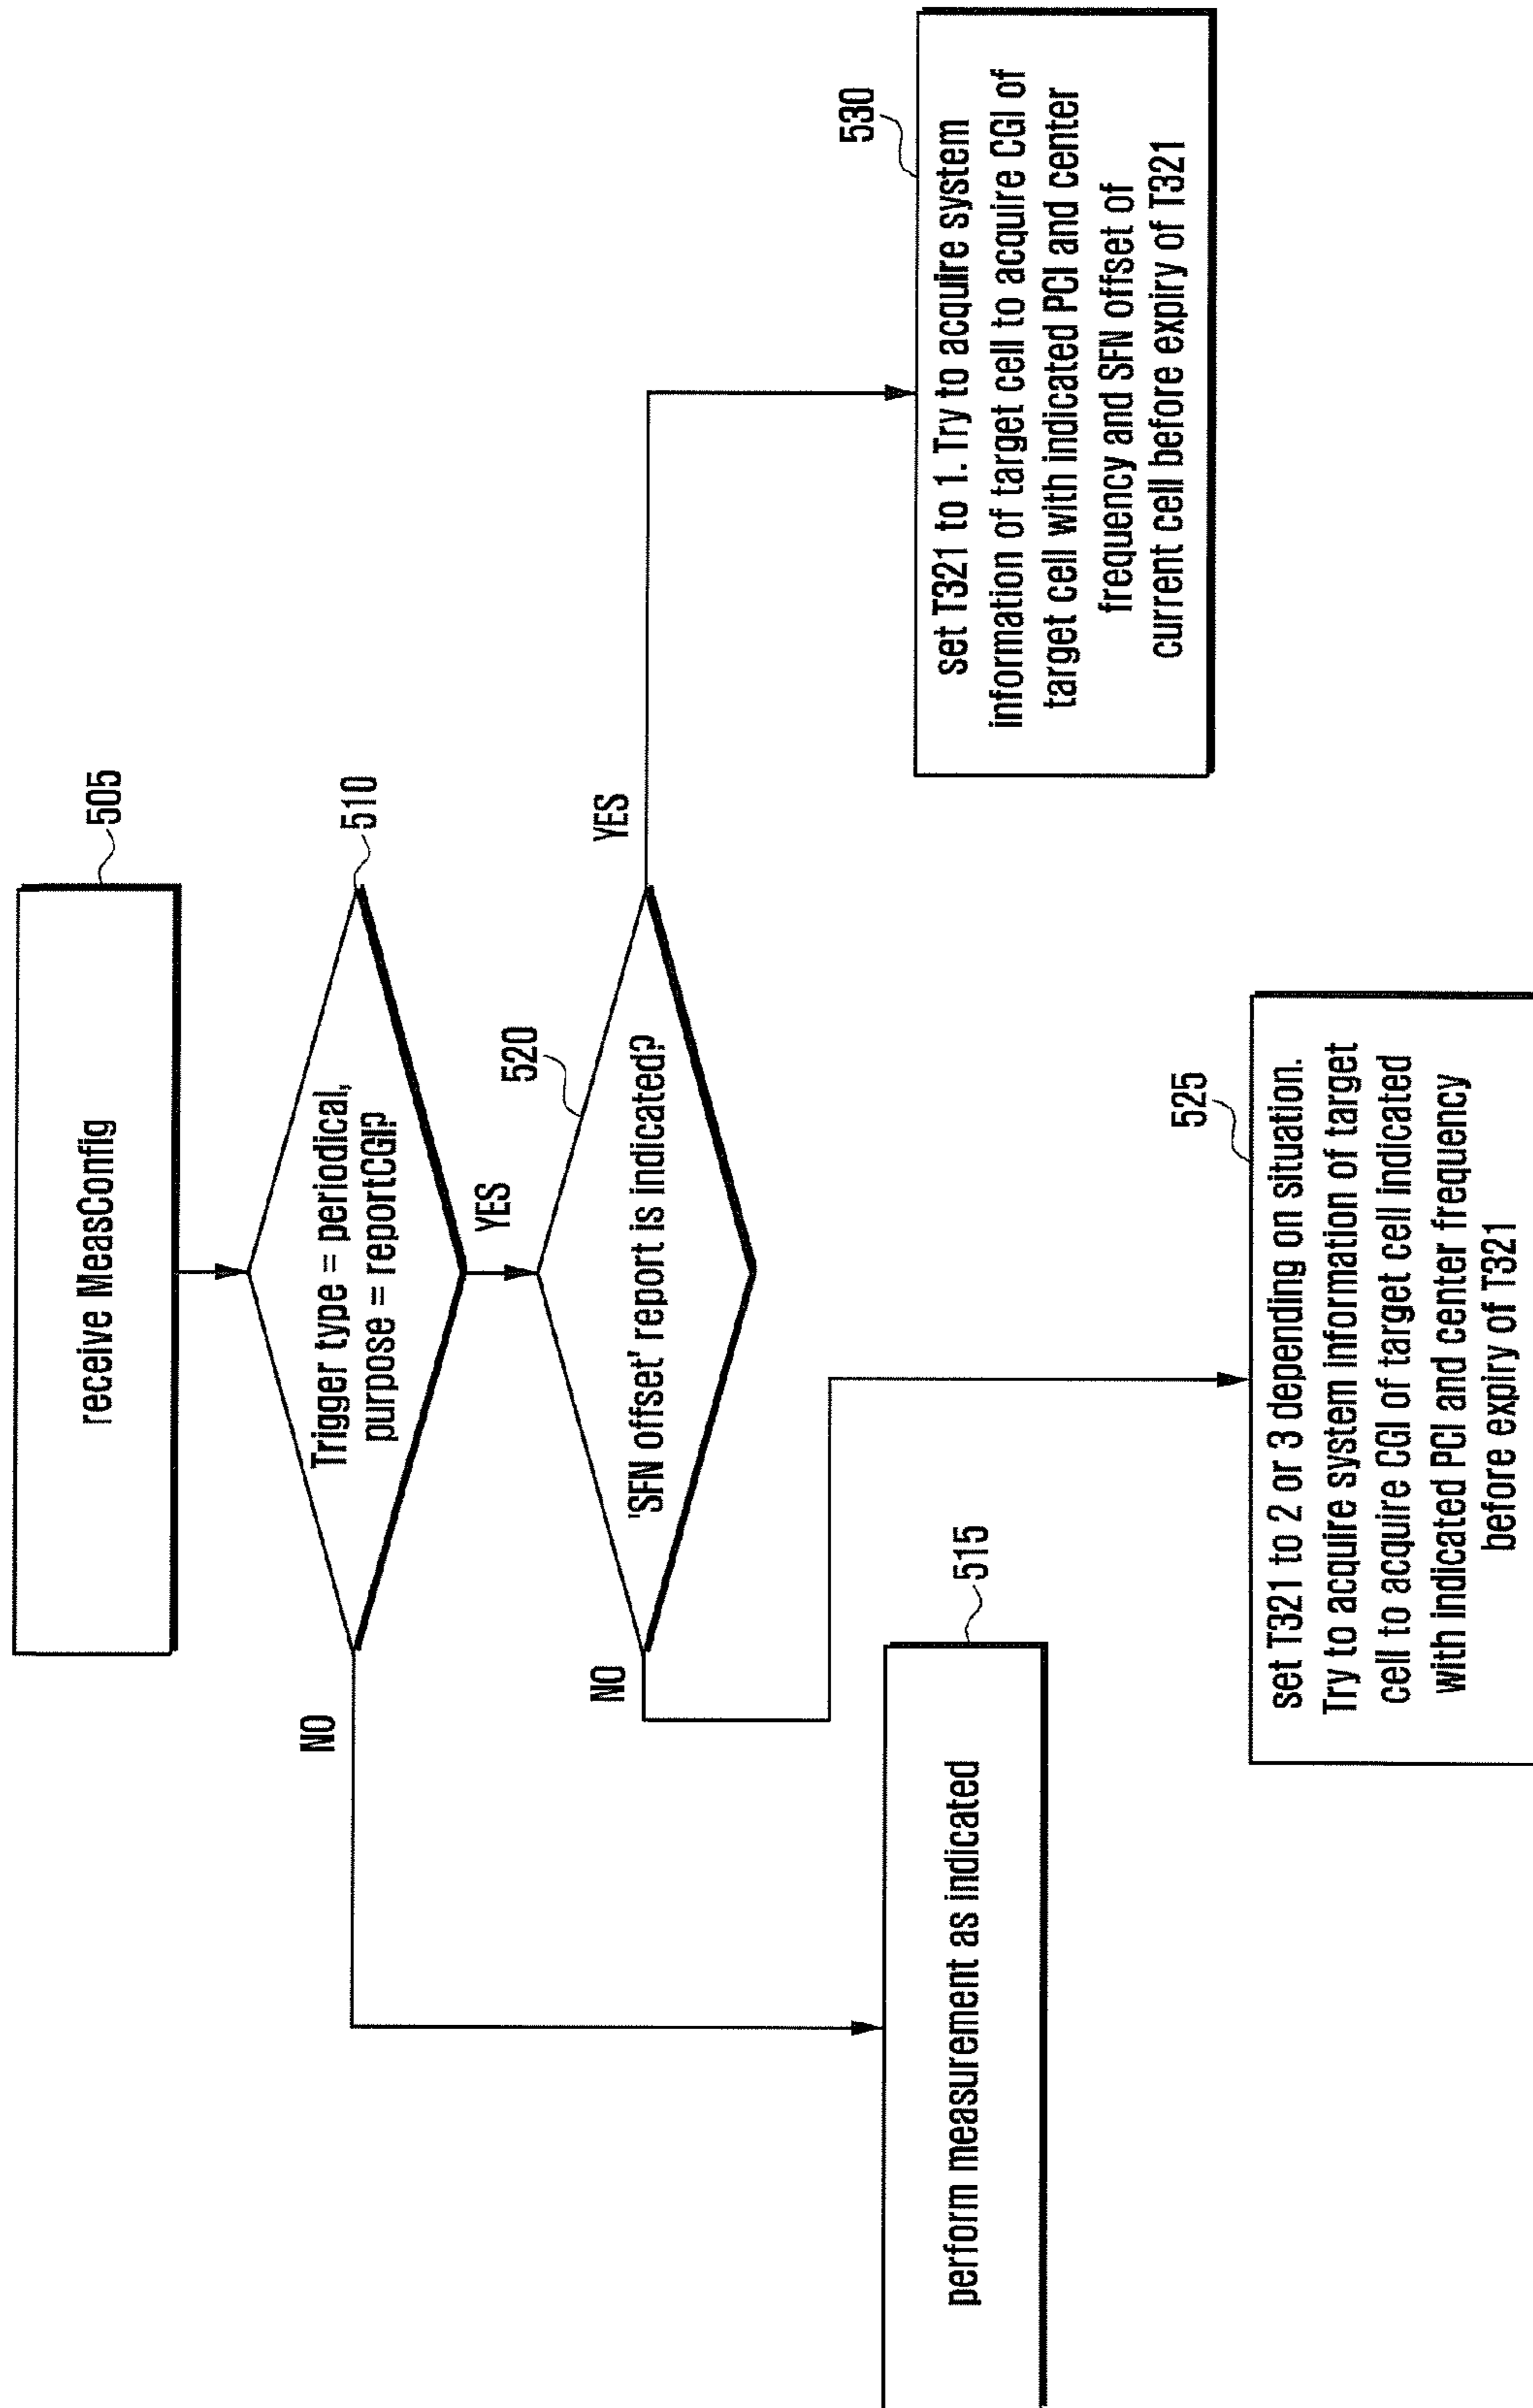 505
receive MeasConfig
510
Trigger type = periodical,
purpose = reportCGI?
NO
YES
520
'SFN offset' report is indicated?
NO
YES
515
perform measurement as indicated
525
set T321 to 2 or 3 depending on situation.
Try to acquire system information of target
cell to acquire CGI of target cell indicated
with indicated PCI and center frequency
before expiry of T321
530
set T321 to 1. Try to acquire system
information of target cell to acquire CGI of
target cell with indicated PCI and center
frequency and SFN offset of
current cell before expiry of T321